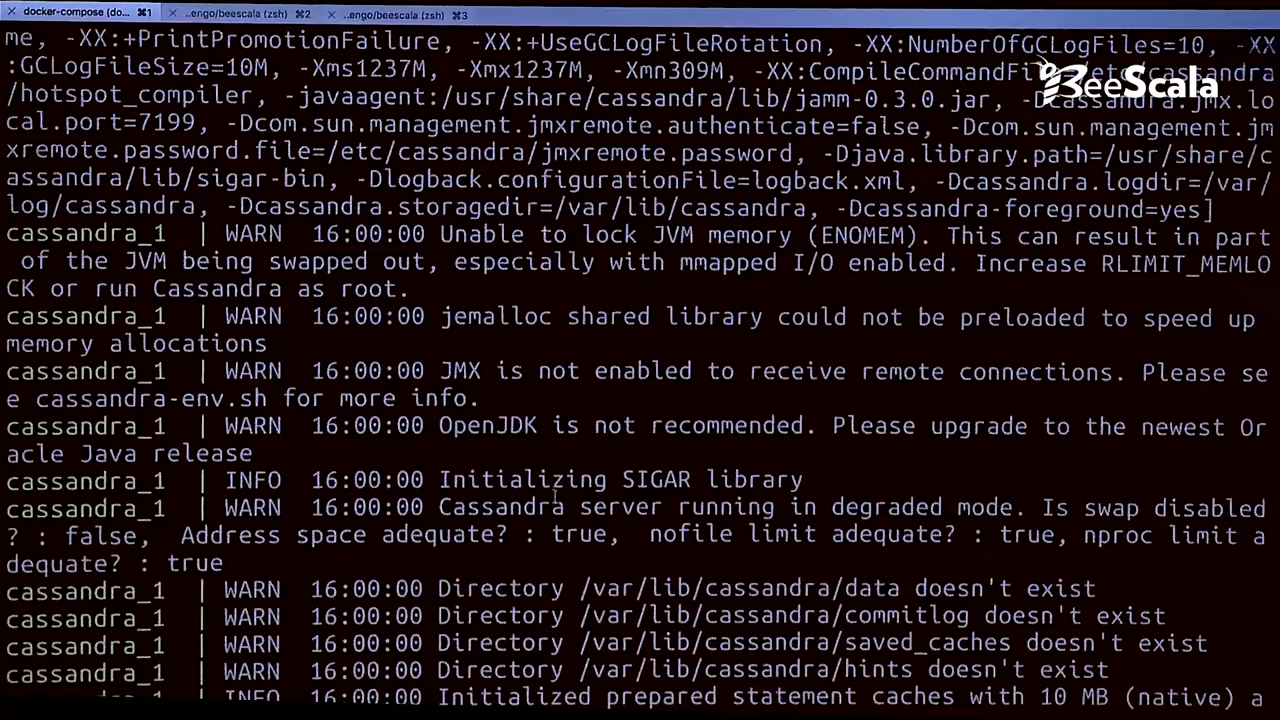 docker-compose (do... ⌘1
..engo/beescala (zsh) ⌘2
..engo/beescala (zsh) ⌘3
me, -XX:+PrintPromotionFailure, -XX:+UseGCLogFileRotation, -XX:NumberOfGCLogFiles=10, -XX
:GCLogFileSize=10M, -Xms1237M, -Xmx1237M, -Xmn309M, -XX:CompileCommandFi /etc/cassandra
BeeScala
/hotspot_compiler, -javaagent:/usr/share/cassandra/lib/jamm-0.3.0.jar, -Dcassandra.jmx.lo
cal.port=7199, -Dcom.sun.management.jmxremote.authenticate=false, -Dcom.sun.management.jm
xremote.password.file=/etc/cassandra/jmxremote.password, -Djava.library.path=/usr/share/c
assandra/lib/sigar-bin, -Dlogback.configurationFile=logback.xml, -Dcassandra.logdir=/var/
log/cassandra, -Dcassandra.storagedir=/var/lib/cassandra, -Dcassandra-foreground=yes]
cassandra_1 | WARN 16:00:00 Unable to lock JVM memory (ENOMEM). This can result in part
of the JVM being swapped out, especially with mmapped I/O enabled. Increase RLIMIT_MEMLO
CK or run Cassandra as root.
cassandra_1 | WARN 16:00:00 jemalloc shared library could not be preloaded to speed up
memory allocations
cassandra_1 | WARN 16:00:00 JMX is not enabled to receive remote connections. Please se
e cassandra-env.sh for more info.
cassandra_1 | WARN 16:00:00 OpenJDK is not recommended. Please upgrade to the newest Or
acle Java release
cassandra_1 | INFO 16:00:00 Initializing SIGAR library
cassandra_1 | WARN 16:00:00 Cassandra server running in degraded mode. Is swap disabled
? : false, Address space adequate? : true, nofile limit adequate? : true, nproc limit a
dequate? : true
cassandra_1 | WARN 16:00:00 Directory /var/lib/cassandra/data doesn't exist
cassandra_1 | WARN 16:00:00 Directory /var/lib/cassandra/commitlog doesn't exist
cassandra_1 | WARN 16:00:00 Directory /var/lib/cassandra/saved_caches doesn't exist
cassandra_1 | WARN 16:00:00 Directory /var/lib/cassandra/hints doesn't exist
cassandra_1 | INFO 16:00:00 Initialized prepared statement caches with 10 MB (native) a